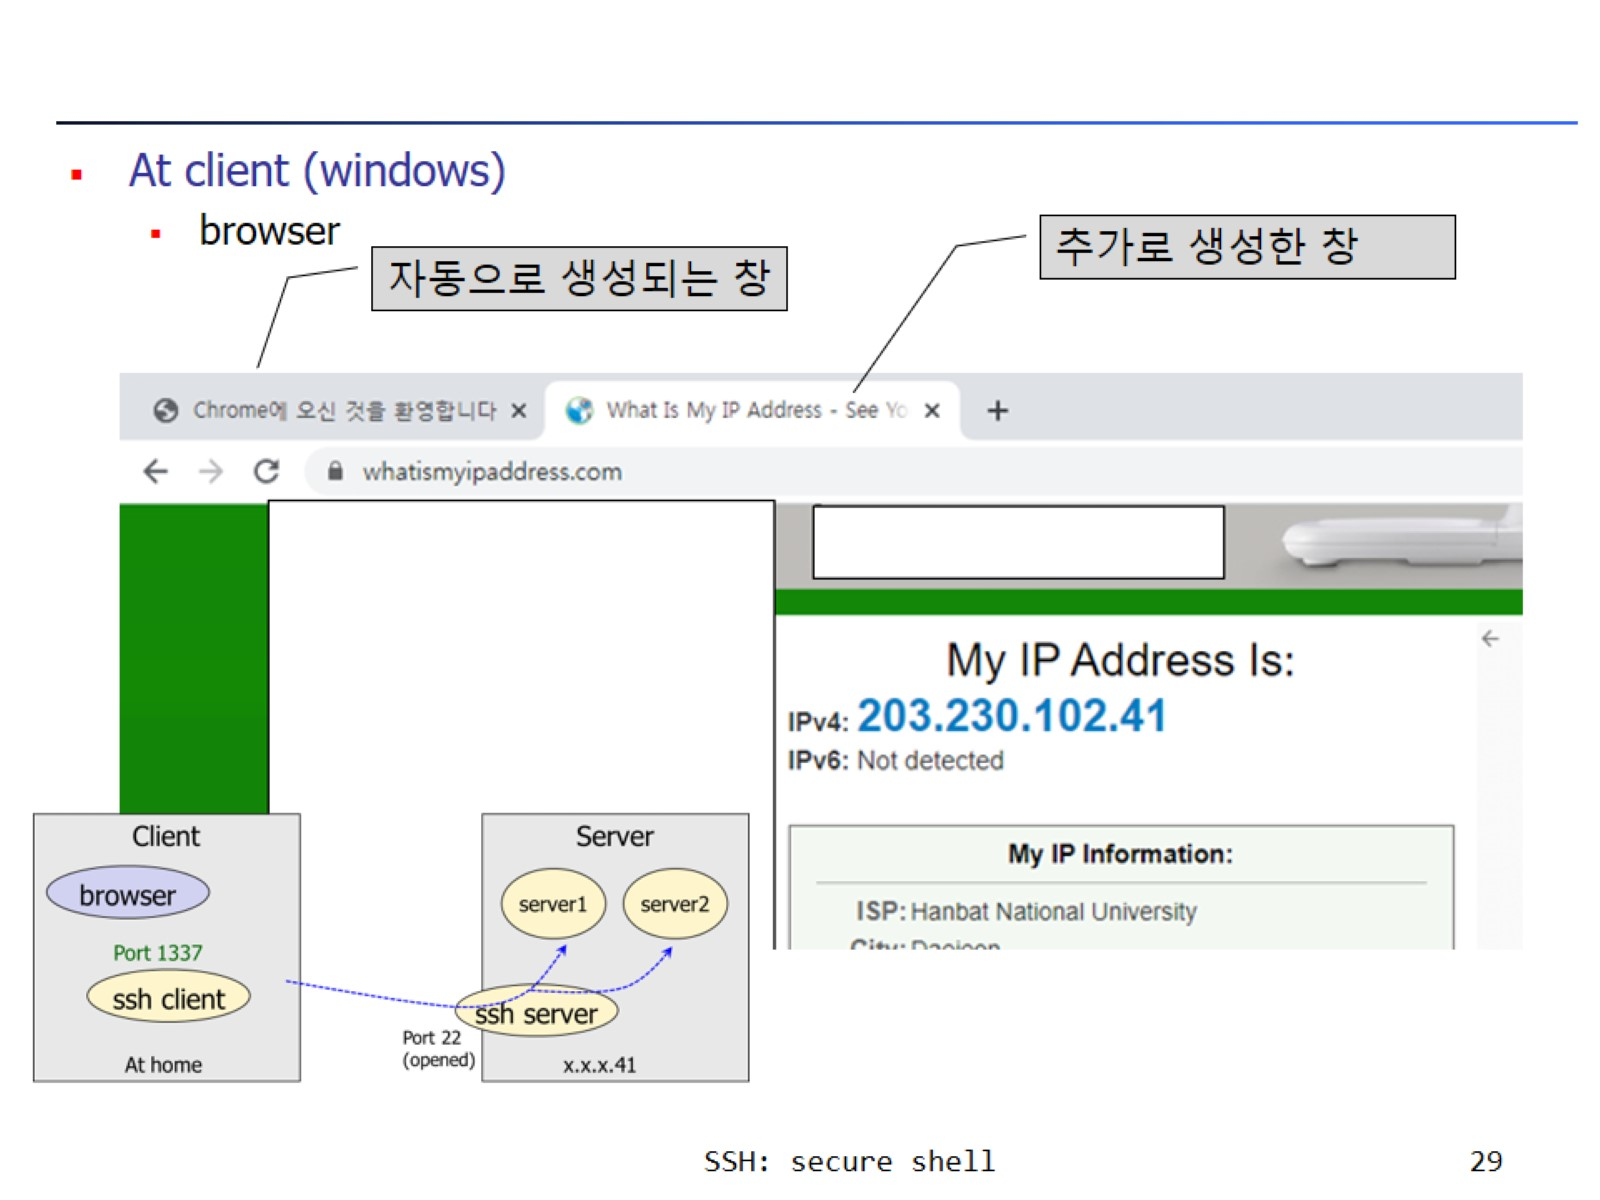 At client (windows)
browser
자동으로 생성되는 창
추가로 생성한 창
Chrome에 오신 것을 환영합니다
What Is My IP Address - See Yo
whatismyipaddress.com
My IP Address Is:
IPv4: 203.230.102.41
IPv6: Not detected
My IP Information:
ISP: Hanbat National University
City: Daejeon
Client
browser
Port 1337
ssh client
At home
Server
server1
server2
ssh server
Port 22
(opened)
x.x.x.41
SSH: secure shell
29